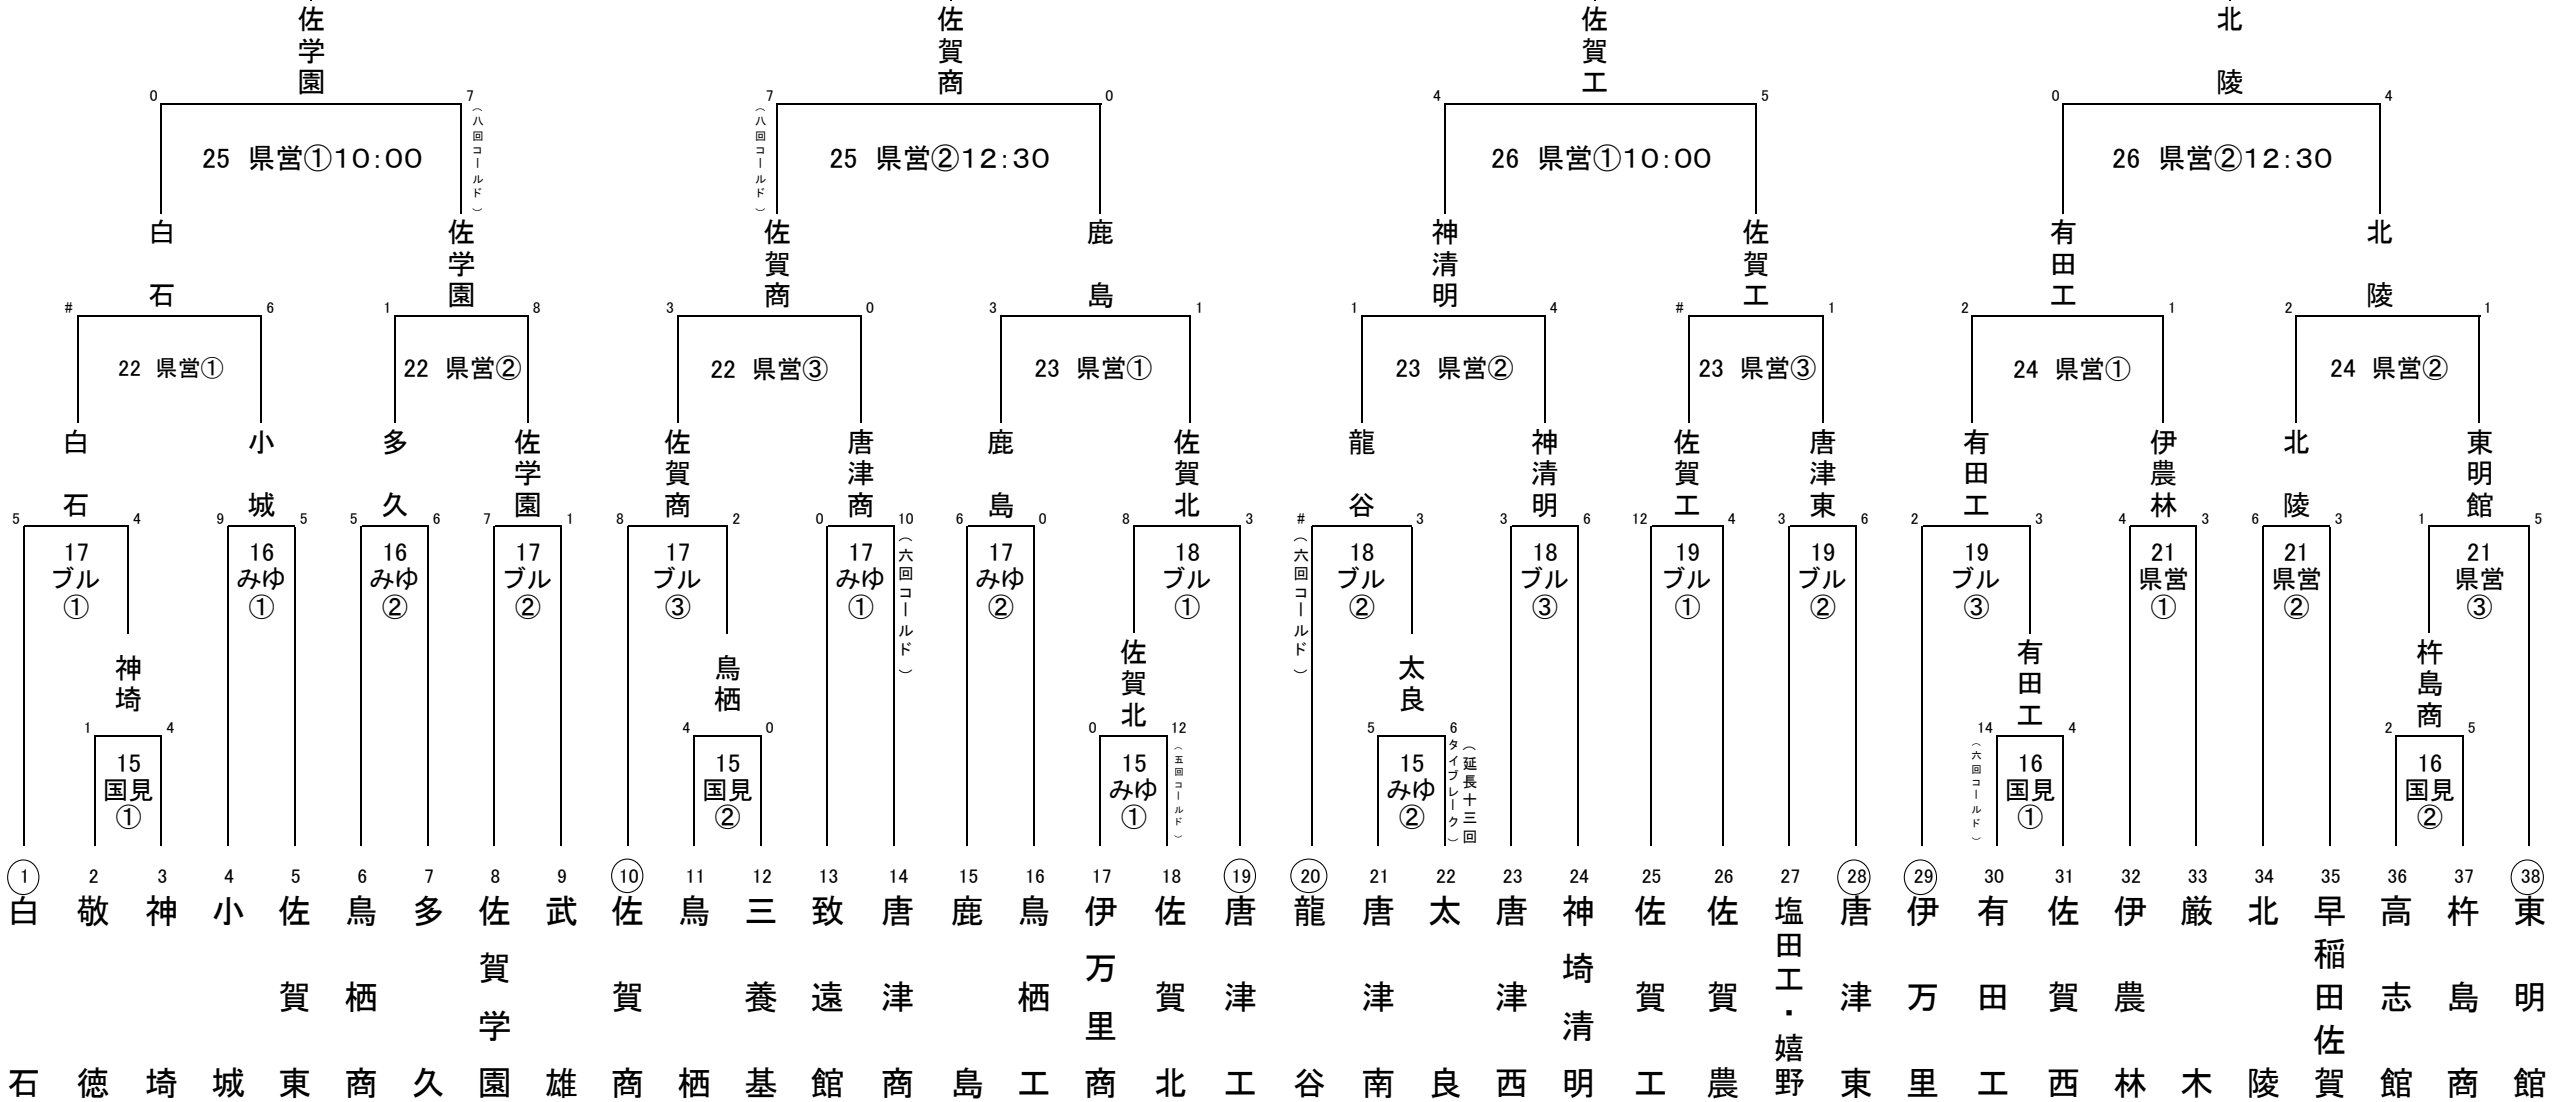 佐学園 佐賀商 佐賀工 北陵
0 7 7 0 4 5 0 4
（八回コールド） （八回コールド）
25 県営①10:00 25 県営②12:30 26 県営①10:00 26 県営②12:30
白石 佐学園 佐賀商 鹿島 神清明 佐賀工 有田工 北陵
# 6 1 8 3 0 3 1 1 4 # 1 2 1 2 1
22 県営① 22 県営② 22 県営③ 23 県営① 23 県営② 23 県営③ 24 県営① 24 県営②
白石 小城 多久 佐学園 佐賀商 唐津商 鹿島 佐賀北 龍谷 神清明 佐賀工 唐津東 有田工 伊農林 北陵 東明館
5 4 9 5 5 6 7 1 8 2 0 10 6 0 8 3 # 3 3 6 12 4 3 6 2 3 4 3 6 3 1 5
（六回コールド） （六回コールド）
17 16 16 17 17 17 17 18 18 18 19 19 19 21 21 21
ブル みゆ みゆ ブル ブル みゆ みゆ ブル ブル ブル ブル ブル ブル 県営 県営 県営
① ① ② ② ③ ① ② ① ② ③ ① ② ③ ① ② ③
神埼 鳥栖 佐賀北 太良 有田工 杵島商
1 4 4 0 0 12 5 6 14 4 2 5
（五回コールド） （延長十三回 タイブレーク） （六回コールド）
15 15 15 15 16 16
国見 国見 みゆ みゆ 国見 国見
① ② ① ② ① ②
1 2 3 4 5 6 7 8 9 10 11 12 13 14 15 16 17 18 19 20 21 22 23 24 25 26 27 28 29 30 31 32 33 34 35 36 37 38
白石 敬徳 神埼 小城 佐賀東 鳥栖商 多久 佐賀学園 武雄 佐賀商 鳥栖 三養基 致遠館 唐津商 鹿島 鳥栖工 伊万里商 佐賀北 唐津工 龍谷 唐津南 太良 唐津西 神埼清明 佐賀工 佐賀農 塩田工・嬉野 唐津東 伊万里 有田工 佐賀西 伊農林 厳木 北陵 早稲田佐賀 高志館 杵島商 東明館